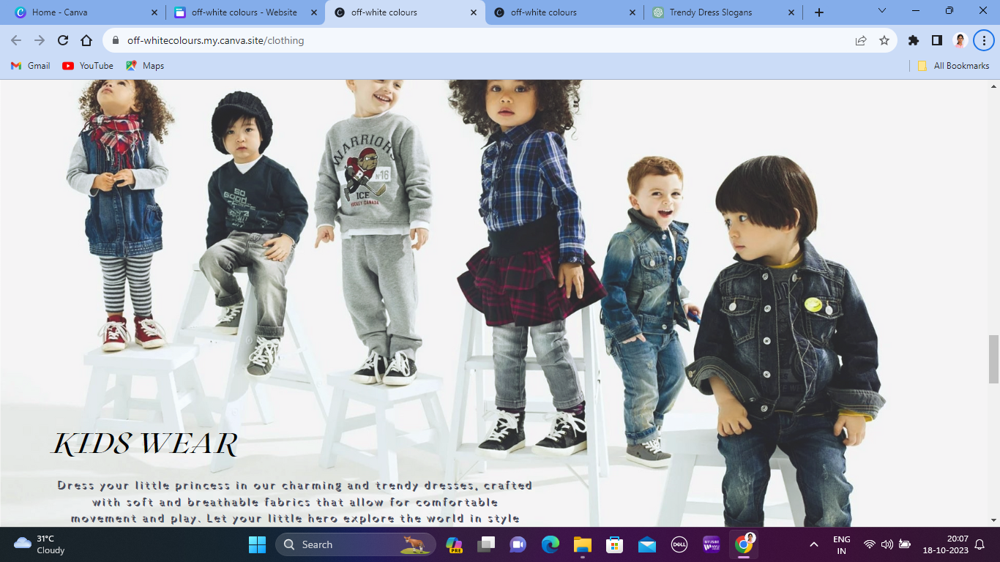 Home - Canva
off-white colours - Website
off-white colours
off-white colours
Trendy Dress Slogans
off-whitecolours.my.canva.site/clothing
Gmail
YouTube
Maps
All Bookmarks
WARRIORS
№16
ICE
HOCKEY CANADA
SO
GOOD
KIDS WEAR
Dress your little princess in our charming and trendy dresses, crafted
with soft and breathable fabrics that allow for comfortable
movement and play. Let your little hero explore the world in style
31°C
Cloudy
Search
PRE
DELL
ENG
IN
20:07
18-10-2023